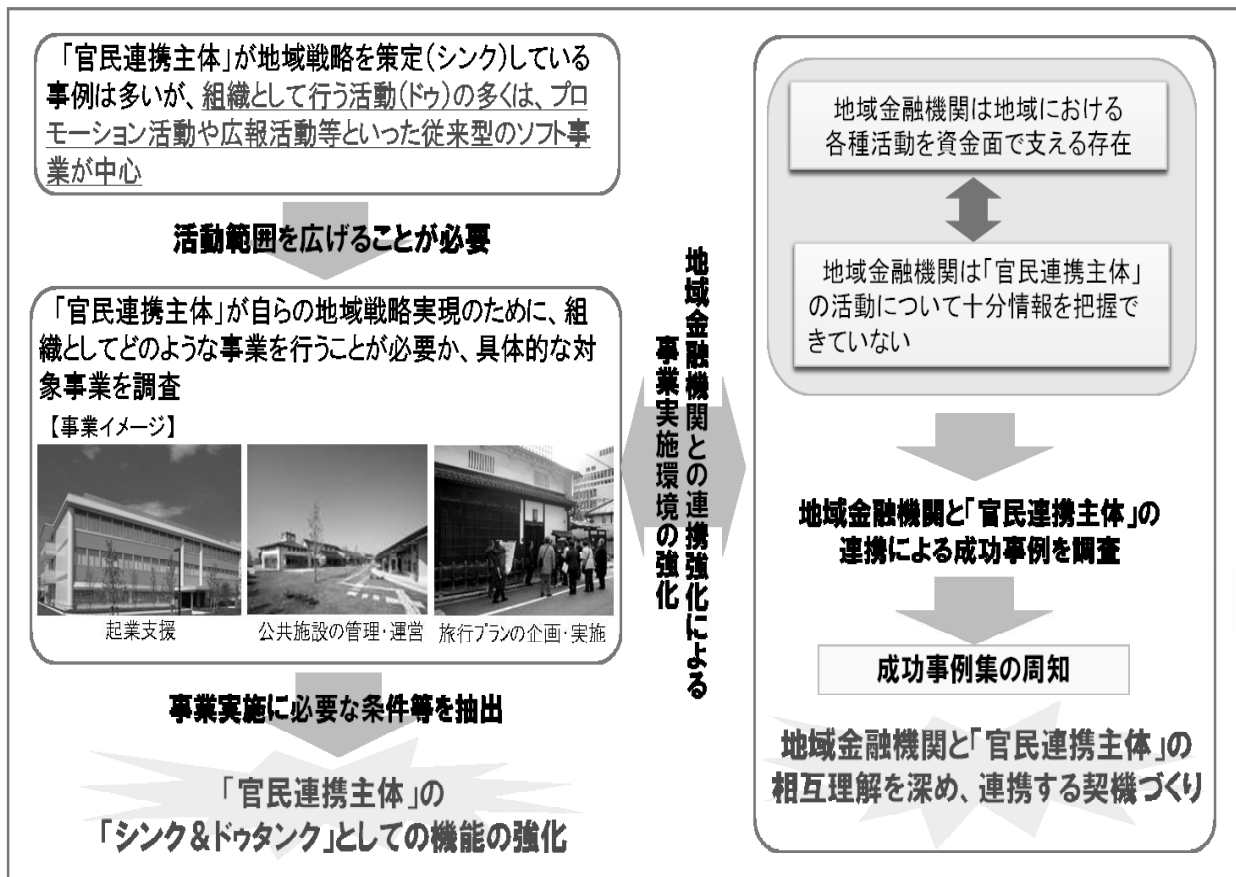 「官民連携主体」が地域戦略を策定(シンク)している
事例は多いが、組織として行う活動(ドゥ)の多くは、プロ
モーション活動や広報活動等といった従来型のソフト事
業が中心
活動範囲を広げることが必要
「官民連携主体」が自らの地域戦略実現のために、組
織としてどのような事業を行うことが必要か、具体的な対
象事業を調査
【事業イメージ】
起業支援
公共施設の管理・運営
旅行プランの企画・実施
事業実施に必要な条件等を抽出
「官民連携主体」の
「シンク&ドゥタンク」としての機能の強化
地域金融機関との連携強化による
事業実施環境の強化
地域金融機関は地域における
各種活動を資金面で支える存在
地域金融機関は「官民連携主体」
の活動について十分情報を把握で
きていない
地域金融機関と「官民連携主体」の
連携による成功事例を調査
成功事例集の周知
地域金融機関と「官民連携主体」の
相互理解を深め、連携する契機づくり